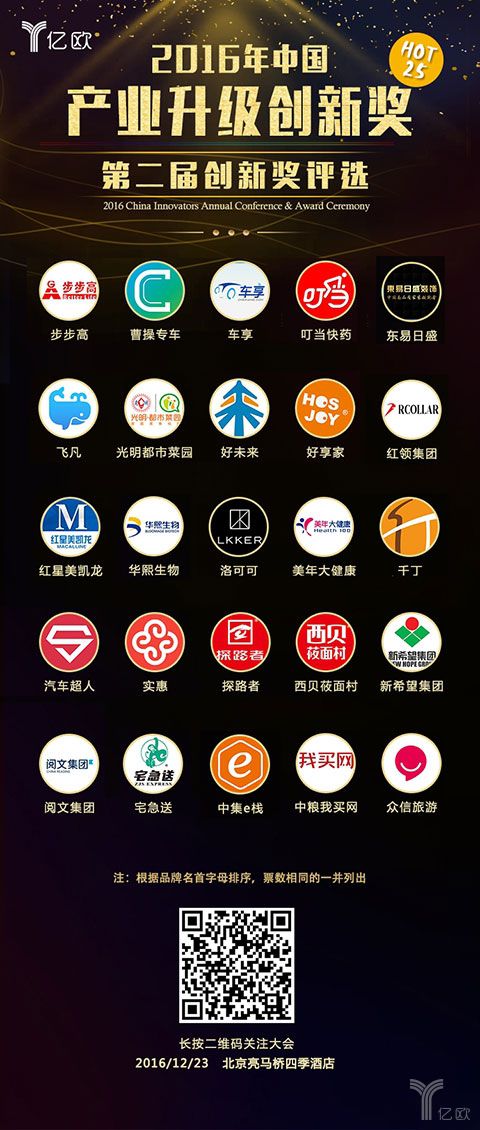 亿欧
HOT
25
2016年中国
产业升级创新奖
第二届创新奖评选
2016 China Innovators Annual Conference & Award Ceremony
步步高
Better Life
车享
叮当
東易日盛装饰
步步高 曹操专车 车享 叮当快药 东易日盛
光明·都市菜园
HOS
JOY®
RCOLLAR
飞凡 光明都市菜园 好未来 好享家 红领集团
M
红星美凯龙
MACALLINE
华熙生物
BLOOMAGE BIOTECH
LKKER
美年大健康
Health 100
红星美凯龙 华熙生物 洛可可 美年大健康 千丁
探路者
西贝
莜面村
新希望集团
NEW HOPE GROUP
汽车超人 实惠 探路者 西贝莜面村 新希望集团
阅文集团
CHINA READING
宅急送
ZJS EXPRESS
e
我买网
阅文集团 宅急送 中集e栈 中粮我买网 众信旅游
注：根据品牌名首字母排序，票数相同的一并列出
长按二维码关注大会
2016/12/23 北京亮马桥四季酒店
亿欧